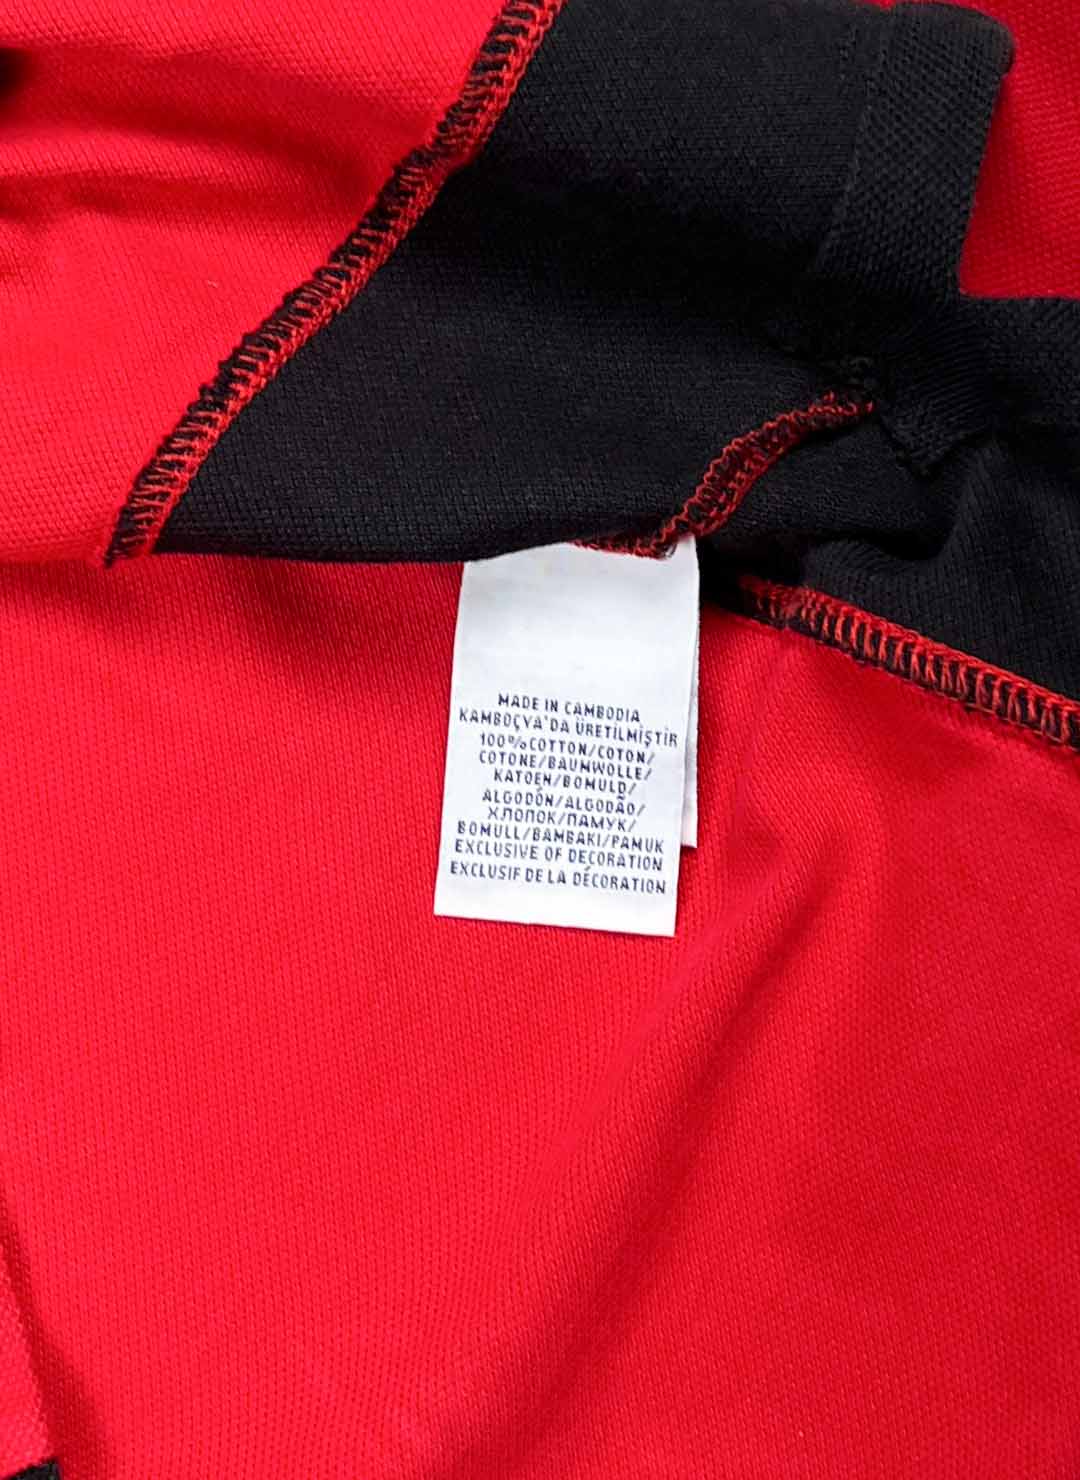 MADE IN CAMBODIA
KAMBOÇYA'DA ÜRETİLMİŞTİR
100% COTTON/COTON/
COTONE/BAUMWOLLE/
KATOEN/BOMULD/
ALGODÓN/ALGODÃO/
ХЛОПОК/ПАМУК/
BOMULL/BAMBAKI/PAMUK
EXCLUSIVE OF DECORATION
EXCLUSIF DE LA DÉCORATION